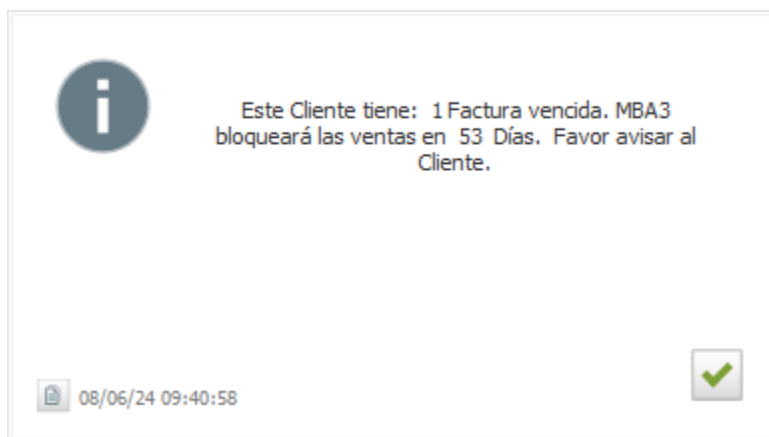 Este Cliente tiene:  1 Factura vencida. MBA3
bloqueará las ventas en  53  Días.  Favor avisar al
Cliente.
08/06/24 09:40:58